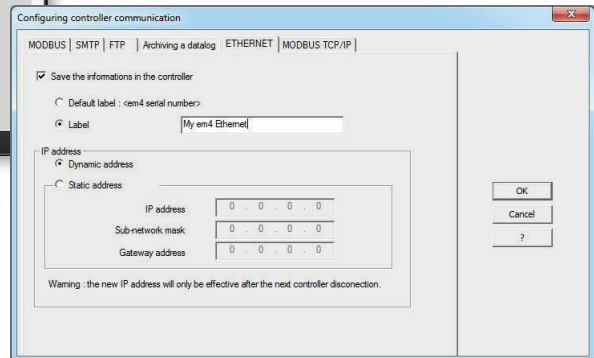 Configuring controller communication
MODBUS SMTP FTP Archiving a datalog ETHERNET MODBUS TCP/IP
Save the informations in the controller
Default label : <em4 serial number>
Label My em4 Ethernet
IP address
Dynamic address
Static address
IP address 0 . 0 . 0 . 0
Sub-network mask 0 . 0 . 0 . 0
Gateway address 0 . 0 . 0 . 0
Warning : the new IP address will only be effective after the next controller disconection.
OK
Cancel
?